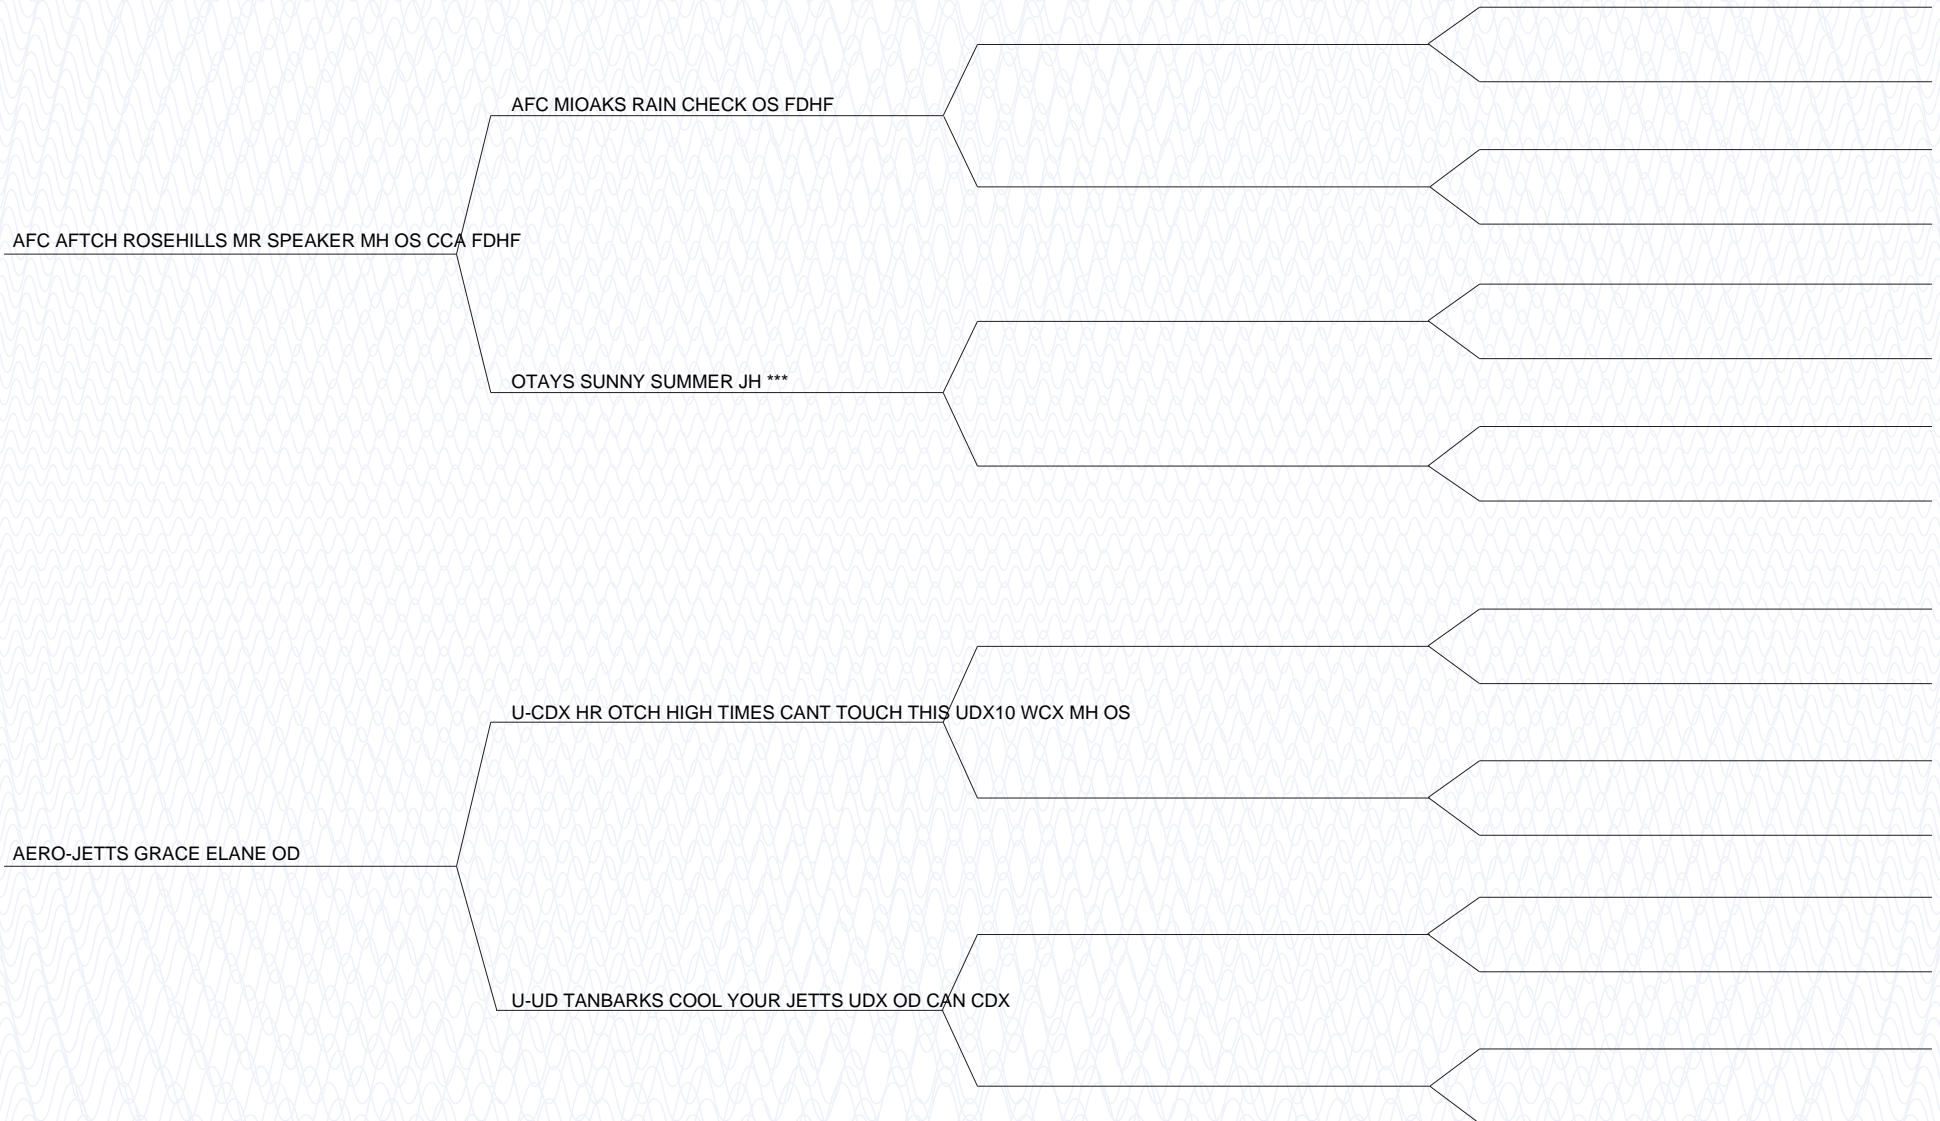 AFC MIOAKS RAIN CHECK OS FDHF
AFC AFTCH ROSEHILLS MR SPEAKER MH OS CCA FDHF
OTAYS SUNNY SUMMER JH ***
U-CDX HR OTCH HIGH TIMES CANT TOUCH THIS UDX10 WCX MH OS
AERO-JETTS GRACE ELANE OD
U-UD TANBARKS COOL YOUR JETTS UDX OD CAN CDX